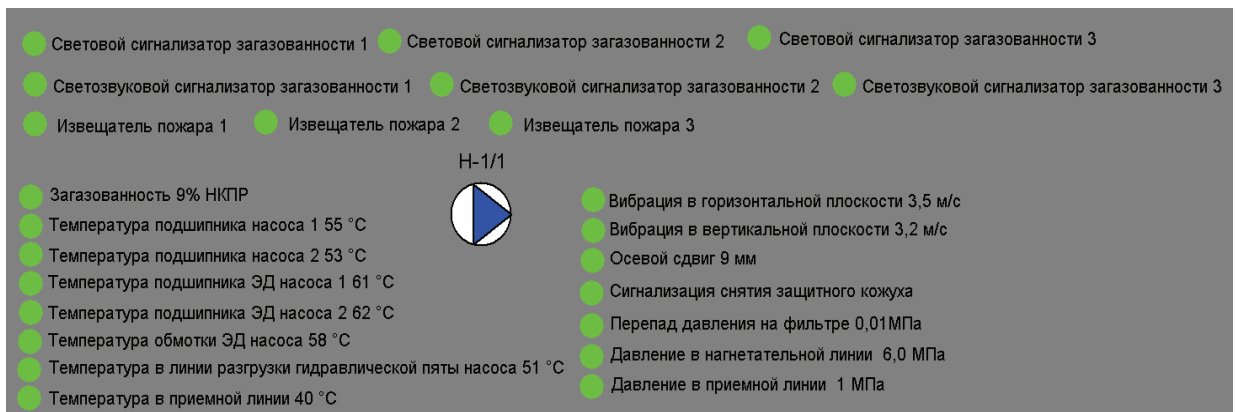 Световой сигнализатор загазованности 1 Световой сигнализатор загазованности 2 Световой сигнализатор загазованности 3
Светозвуковой сигнализатор загазованности 1 Светозвуковой сигнализатор загазованности 2 Светозвуковой сигнализатор загазованности 3
Извещатель пожара 1 Извещатель пожара 2 Извещатель пожара 3
Н-1/1
Загазованность 9% НКПР
Температура подшипника насоса 1 55 °C
Температура подшипника насоса 2 53 °C
Температура подшипника ЭД насоса 1 61 °C
Температура подшипника ЭД насоса 2 62 °C
Температура обмотки ЭД насоса 58 °C
Температура в линии разгрузки гидравлической пяты насоса 51 °C
Температура в приемной линии 40 °C
Вибрация в горизонтальной плоскости 3,5 м/с
Вибрация в вертикальной плоскости 3,2 м/с
Осевой сдвиг 9 мм
Сигнализация снятия защитного кожуха
Перепад давления на фильтре 0,01МПа
Давление в нагнетательной линии 6,0 МПа
Давление в приемной линии 1 МПа